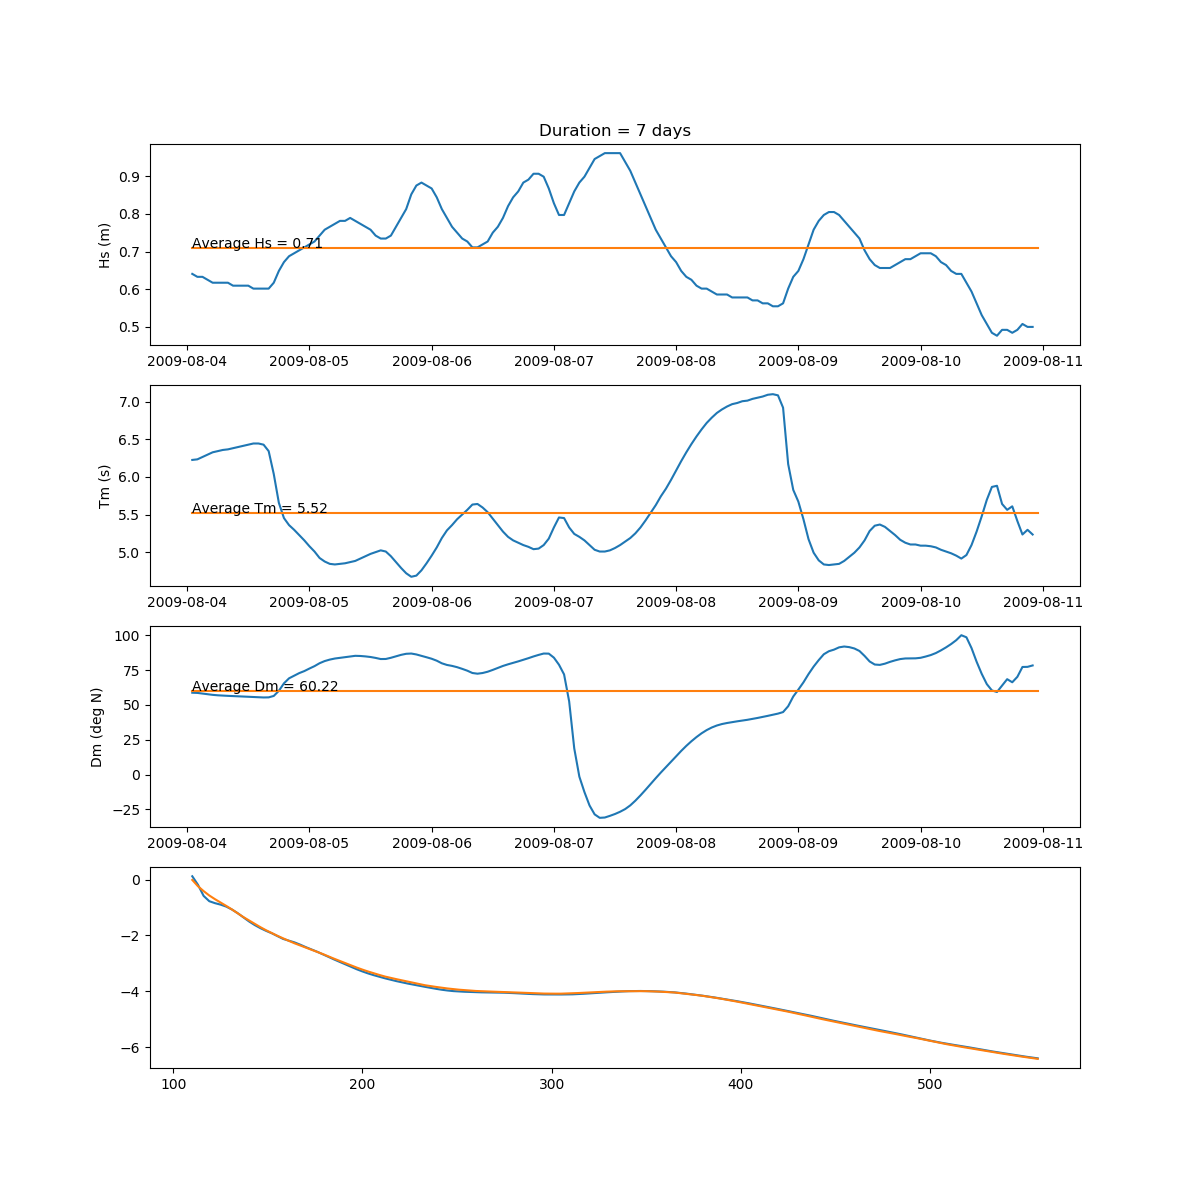 Duration = 7 days
Hs (m)
0.9
0.8
0.7
0.6
0.5
Average Hs = 0.71
2009-08-04 2009-08-05 2009-08-06 2009-08-07 2009-08-08 2009-08-09 2009-08-10 2009-08-11
Tm (s)
7.0
6.5
6.0
5.5
5.0
Average Tm = 5.52
2009-08-04 2009-08-05 2009-08-06 2009-08-07 2009-08-08 2009-08-09 2009-08-10 2009-08-11
Dm (deg N)
100
75
50
25
0
−25
Average Dm = 60.22
2009-08-04 2009-08-05 2009-08-06 2009-08-07 2009-08-08 2009-08-09 2009-08-10 2009-08-11
0
−2
−4
−6
100 200 300 400 500